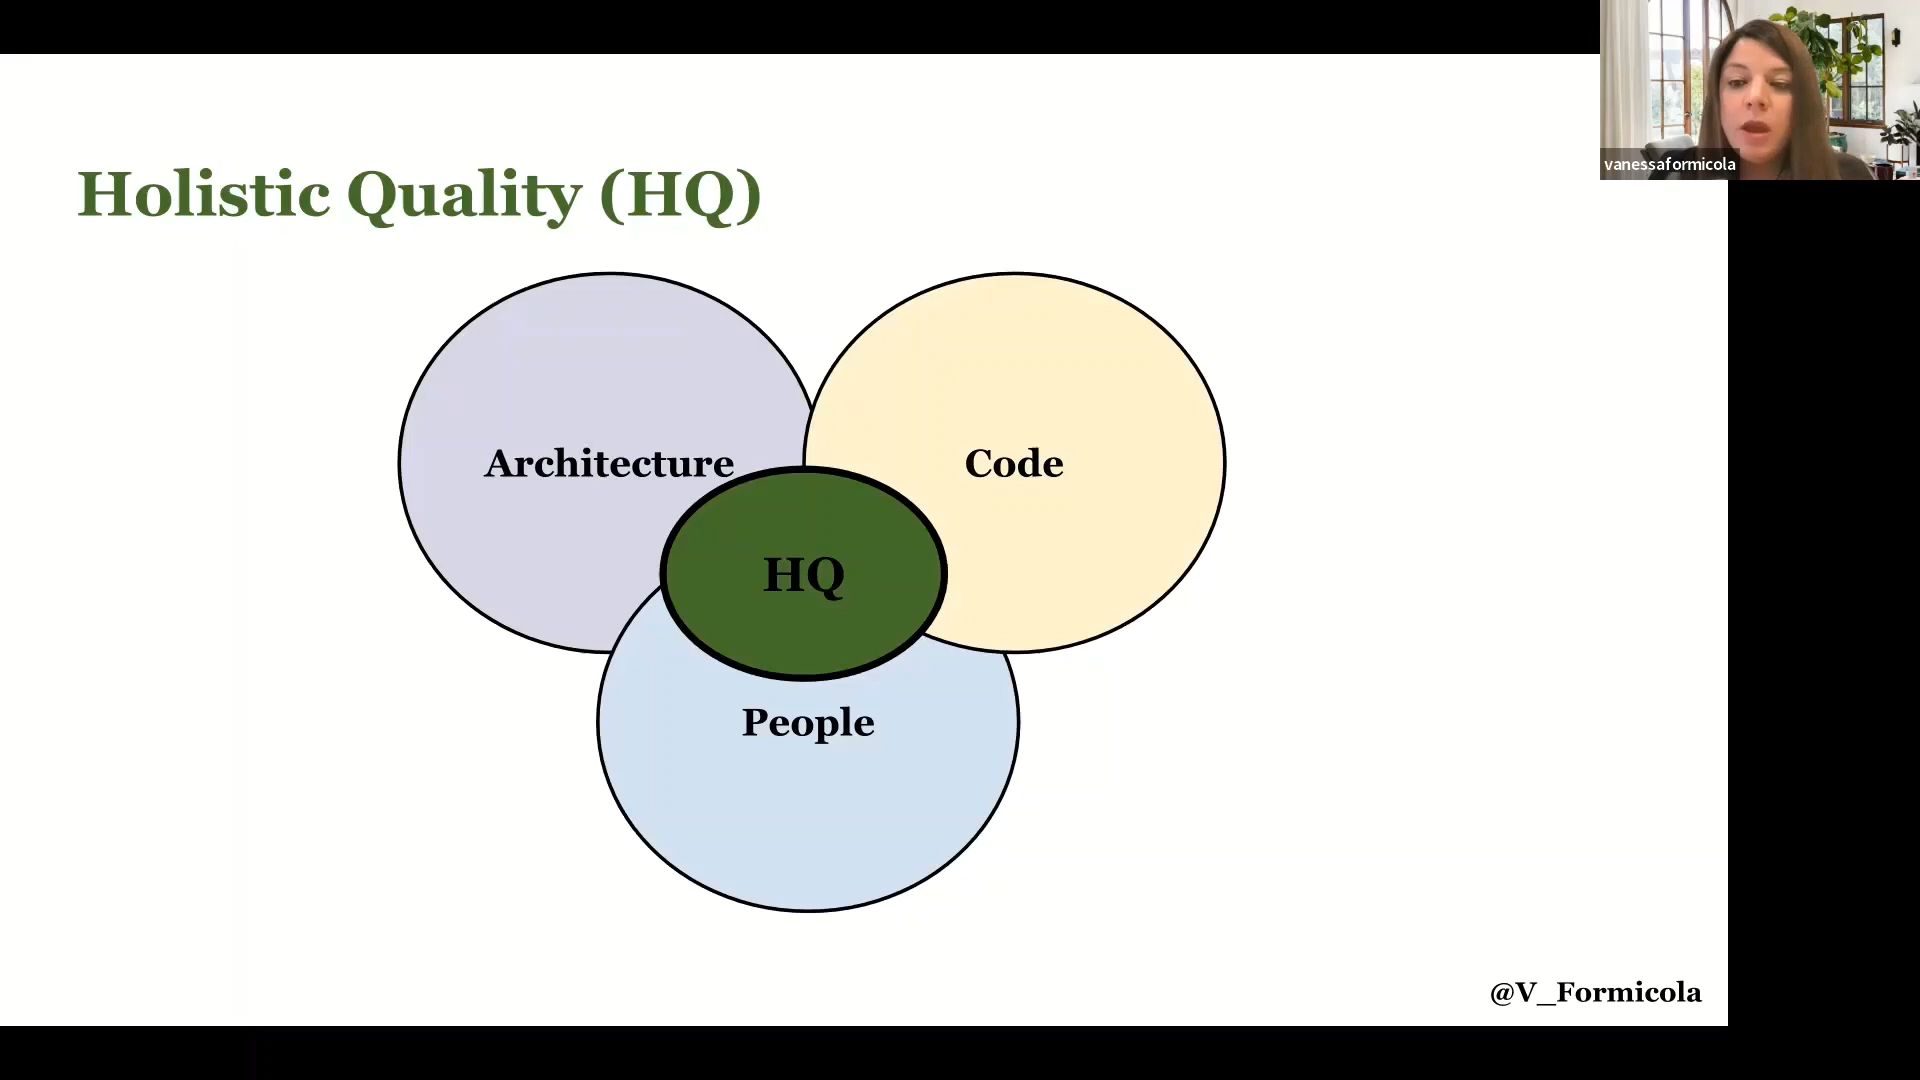 vanessaformicola
Holistic Quality (HQ)
Architecture
Code
HQ
People
@V_Formicola